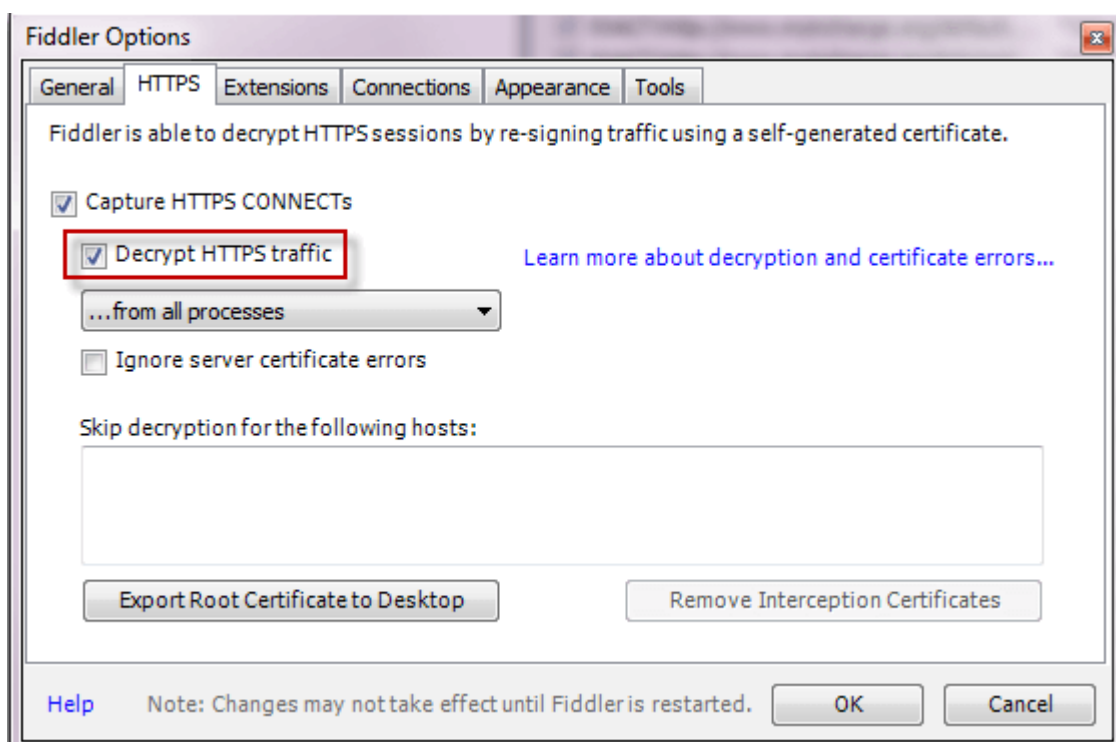 Fiddler Options
General HTTPS Extensions Connections Appearance Tools
Fiddler is able to decrypt HTTPS sessions by re-signing traffic using a self-generated certificate.
Capture HTTPS CONNECTs
Decrypt HTTPS traffic
Learn more about decryption and certificate errors...
...from all processes
Ignore server certificate errors
Skip decryption for the following hosts:
Export Root Certificate to Desktop
Remove Interception Certificates
Help Note: Changes may not take effect until Fiddler is restarted. OK Cancel